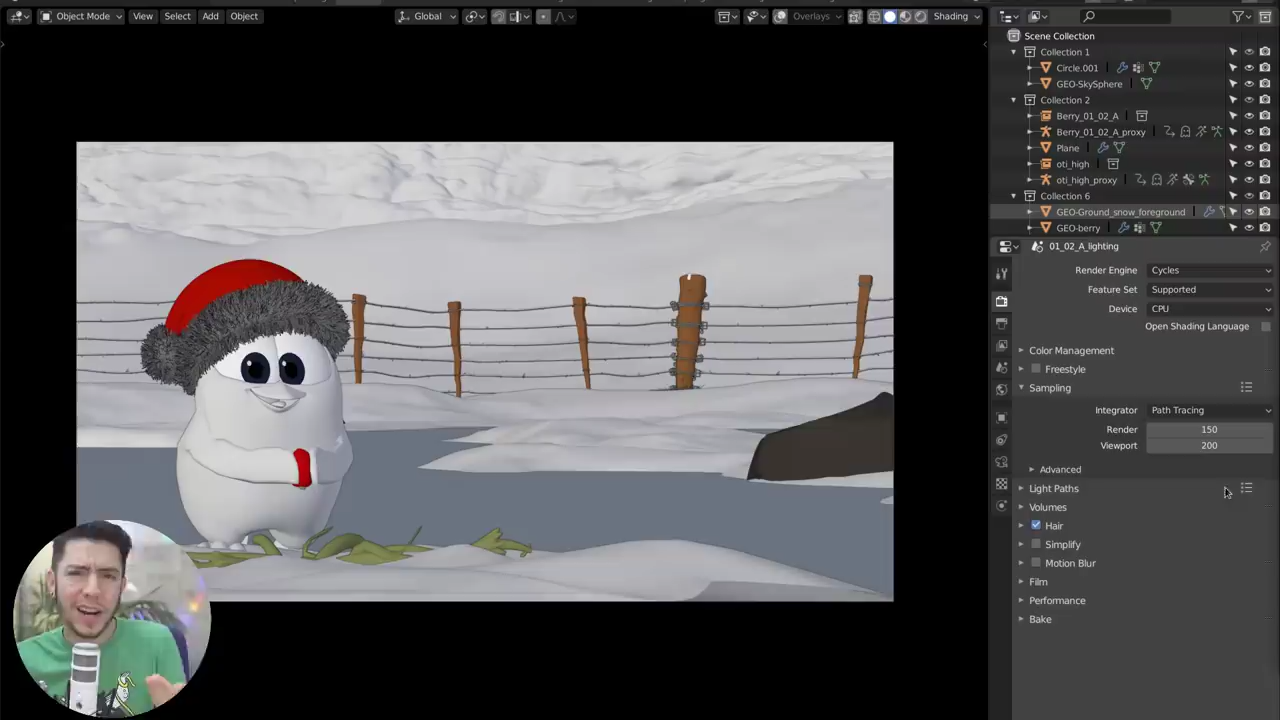 Object Mode View Select Add Object Global Overlays Shading
Scene Collection
Collection 1
Circle.001
GEO-SkySphere
Collection 2
Berry_01_02_A
Berry_01_02_A_proxy
Plane
oti_high
oti_high_proxy
Collection 6
GEO-Ground_snow_foreground
GEO-berry
01_02_A_lighting
Render Engine Cycles
Feature Set Supported
Device CPU
Open Shading Language
Color Management
Freestyle
Sampling
Integrator Path Tracing
Render 150
Viewport 200
Advanced
Light Paths
Volumes
Hair
Simplify
Motion Blur
Film
Performance
Bake